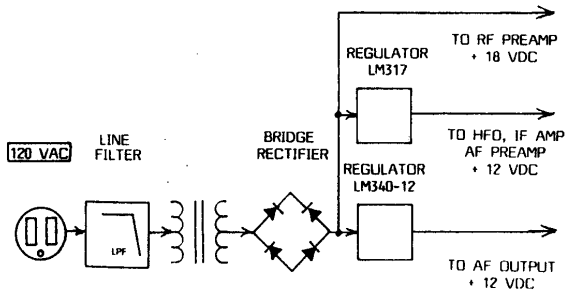 TO RF PREAMP
+ 18 VDC
REGULATOR
LM317
TO HFO, IF AMP
AF PREAMP
+ 12 VDC
120 VAC
LINE
FILTER
BRIDGE
RECTIFIER
REGULATOR
LM340-12
LPF
TO AF OUTPUT
+ 12 VDC